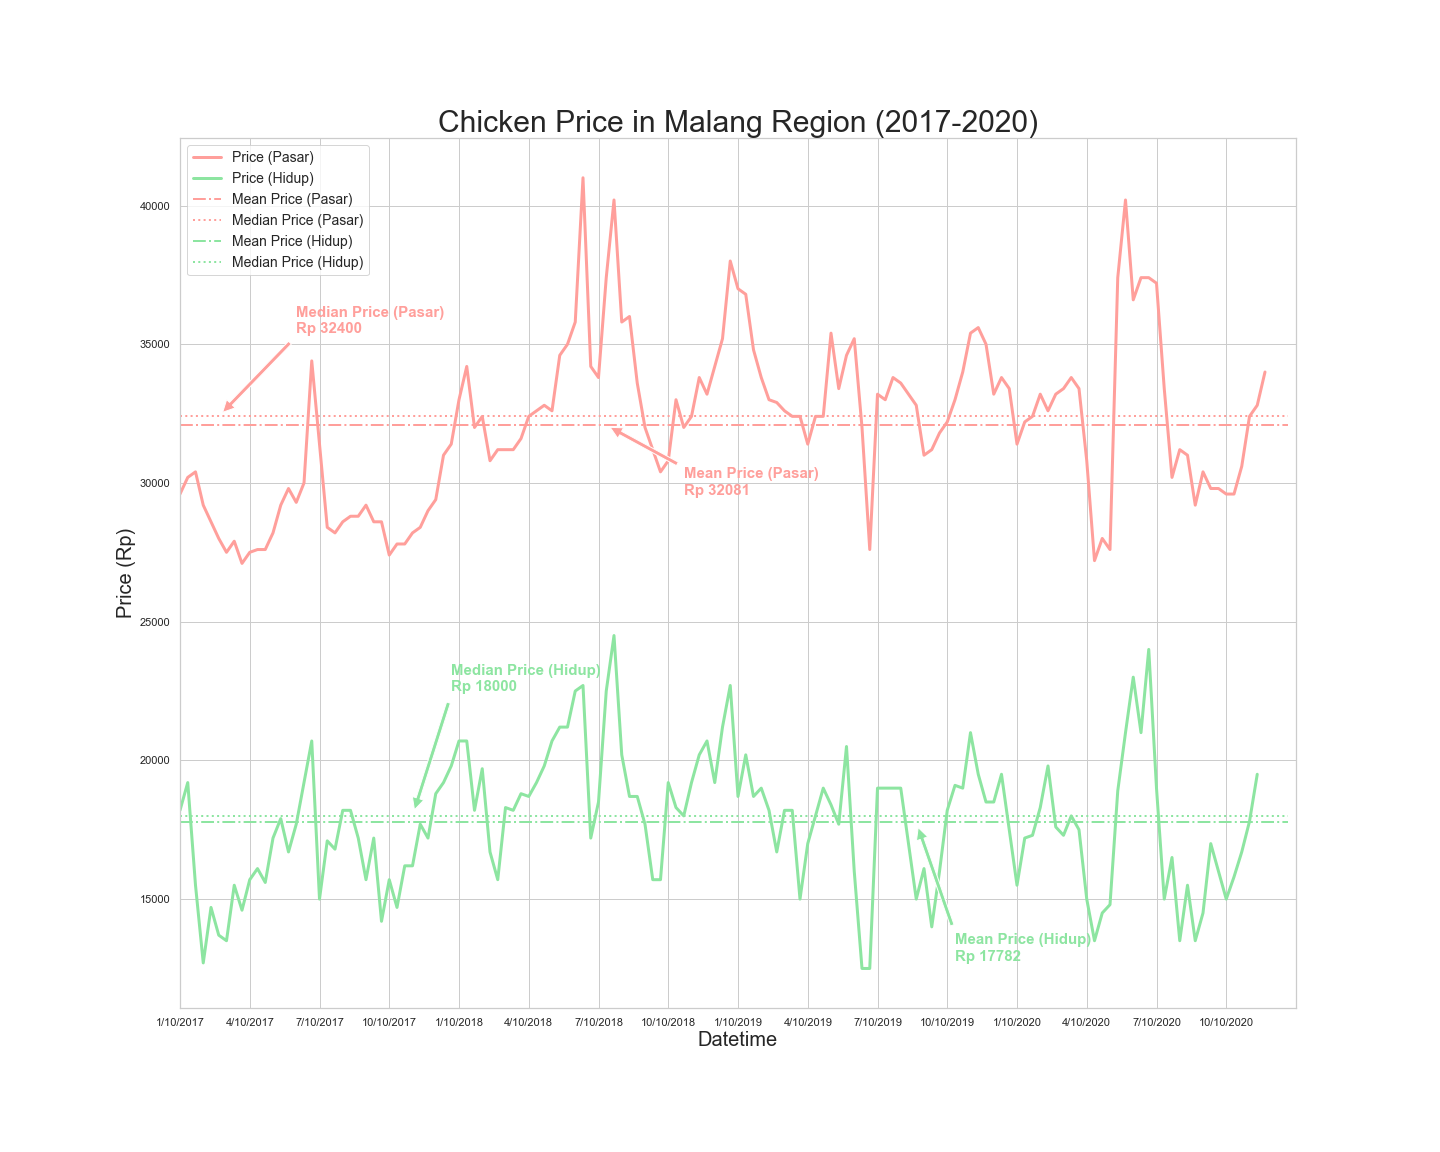 Chicken Price in Malang Region (2017-2020)
Price (Pasar)
Price (Hidup)
Mean Price (Pasar)
Median Price (Pasar)
Mean Price (Hidup)
Median Price (Hidup)
40000
35000
30000
25000
20000
15000
Price (Rp)
Median Price (Pasar)
Rp 32400
Mean Price (Pasar)
Rp 32081
Median Price (Hidup)
Rp 18000
Mean Price (Hidup)
Rp 17782
1/10/2017 4/10/2017 7/10/2017 10/10/2017 1/10/2018 4/10/2018 7/10/2018 10/10/2018 1/10/2019 4/10/2019 7/10/2019 10/10/2019 1/10/2020 4/10/2020 7/10/2020 10/10/2020
Datetime